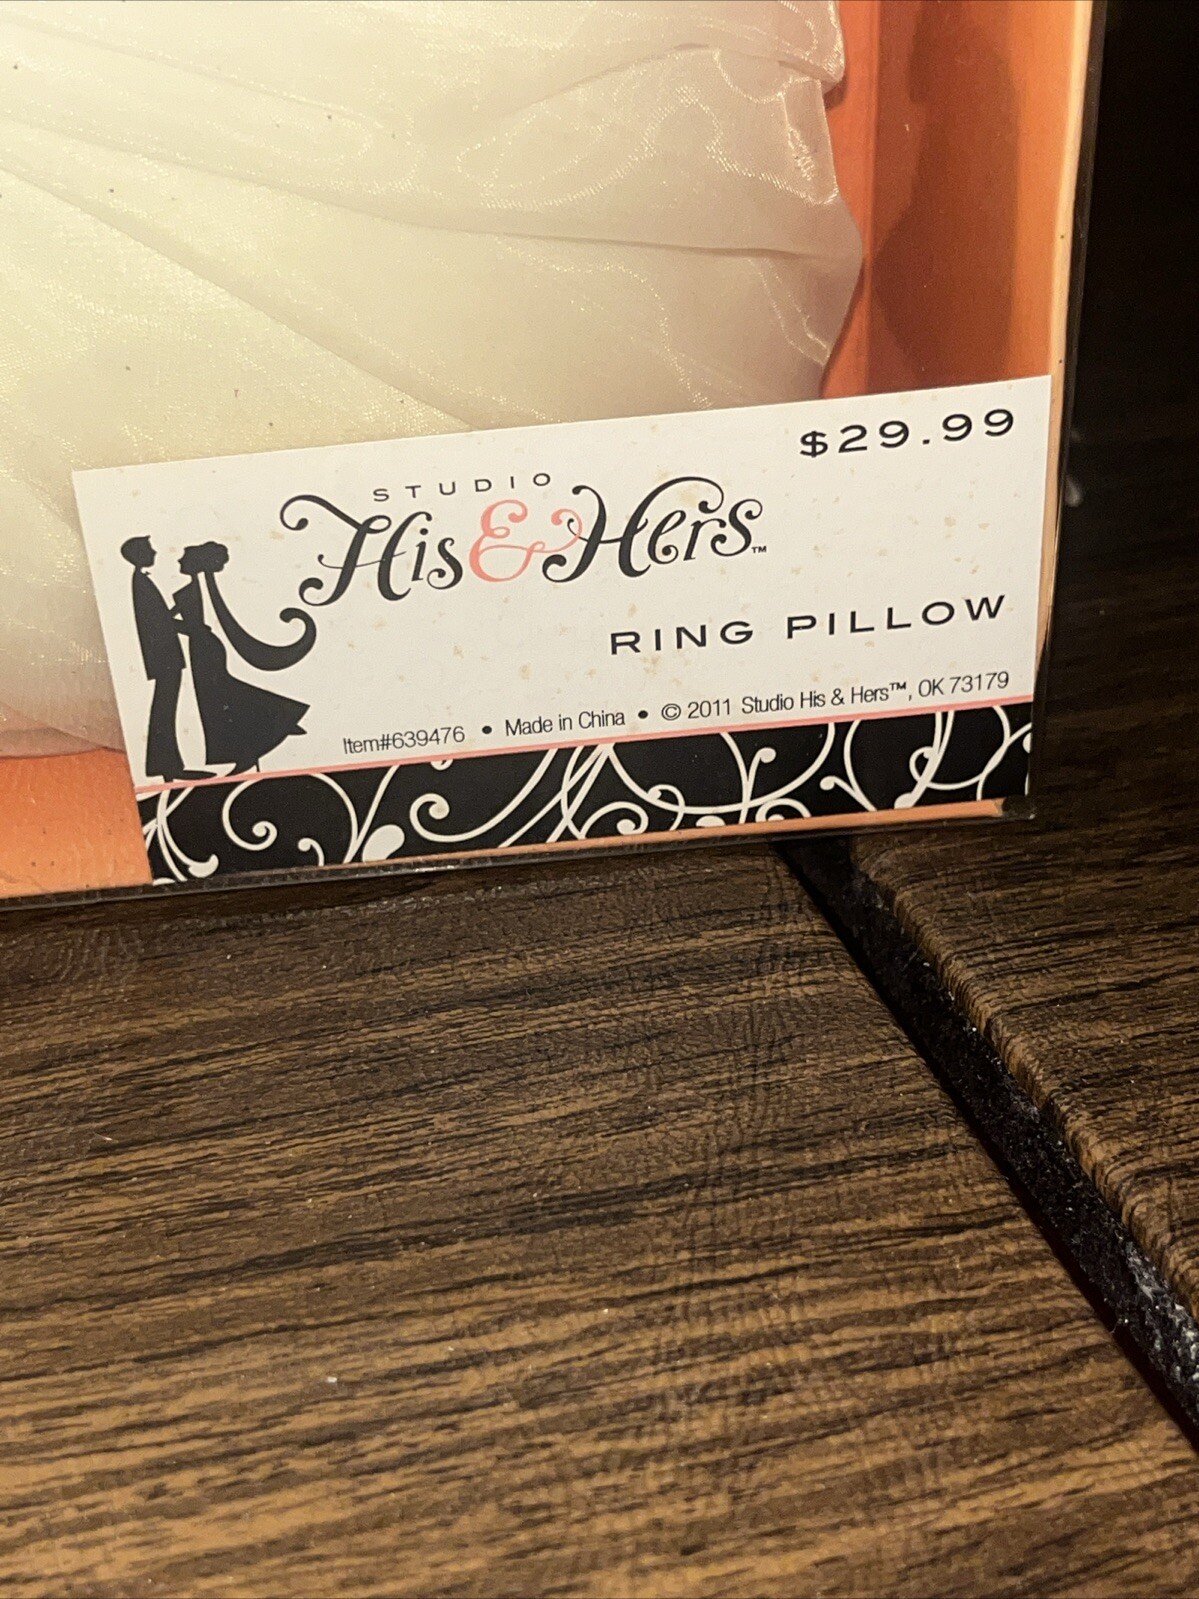 $29.99
STUDIO
His & Hers™
RING PILLOW
Item#639476 • Made in China • © 2011 Studio His & Hers™, OK 73179